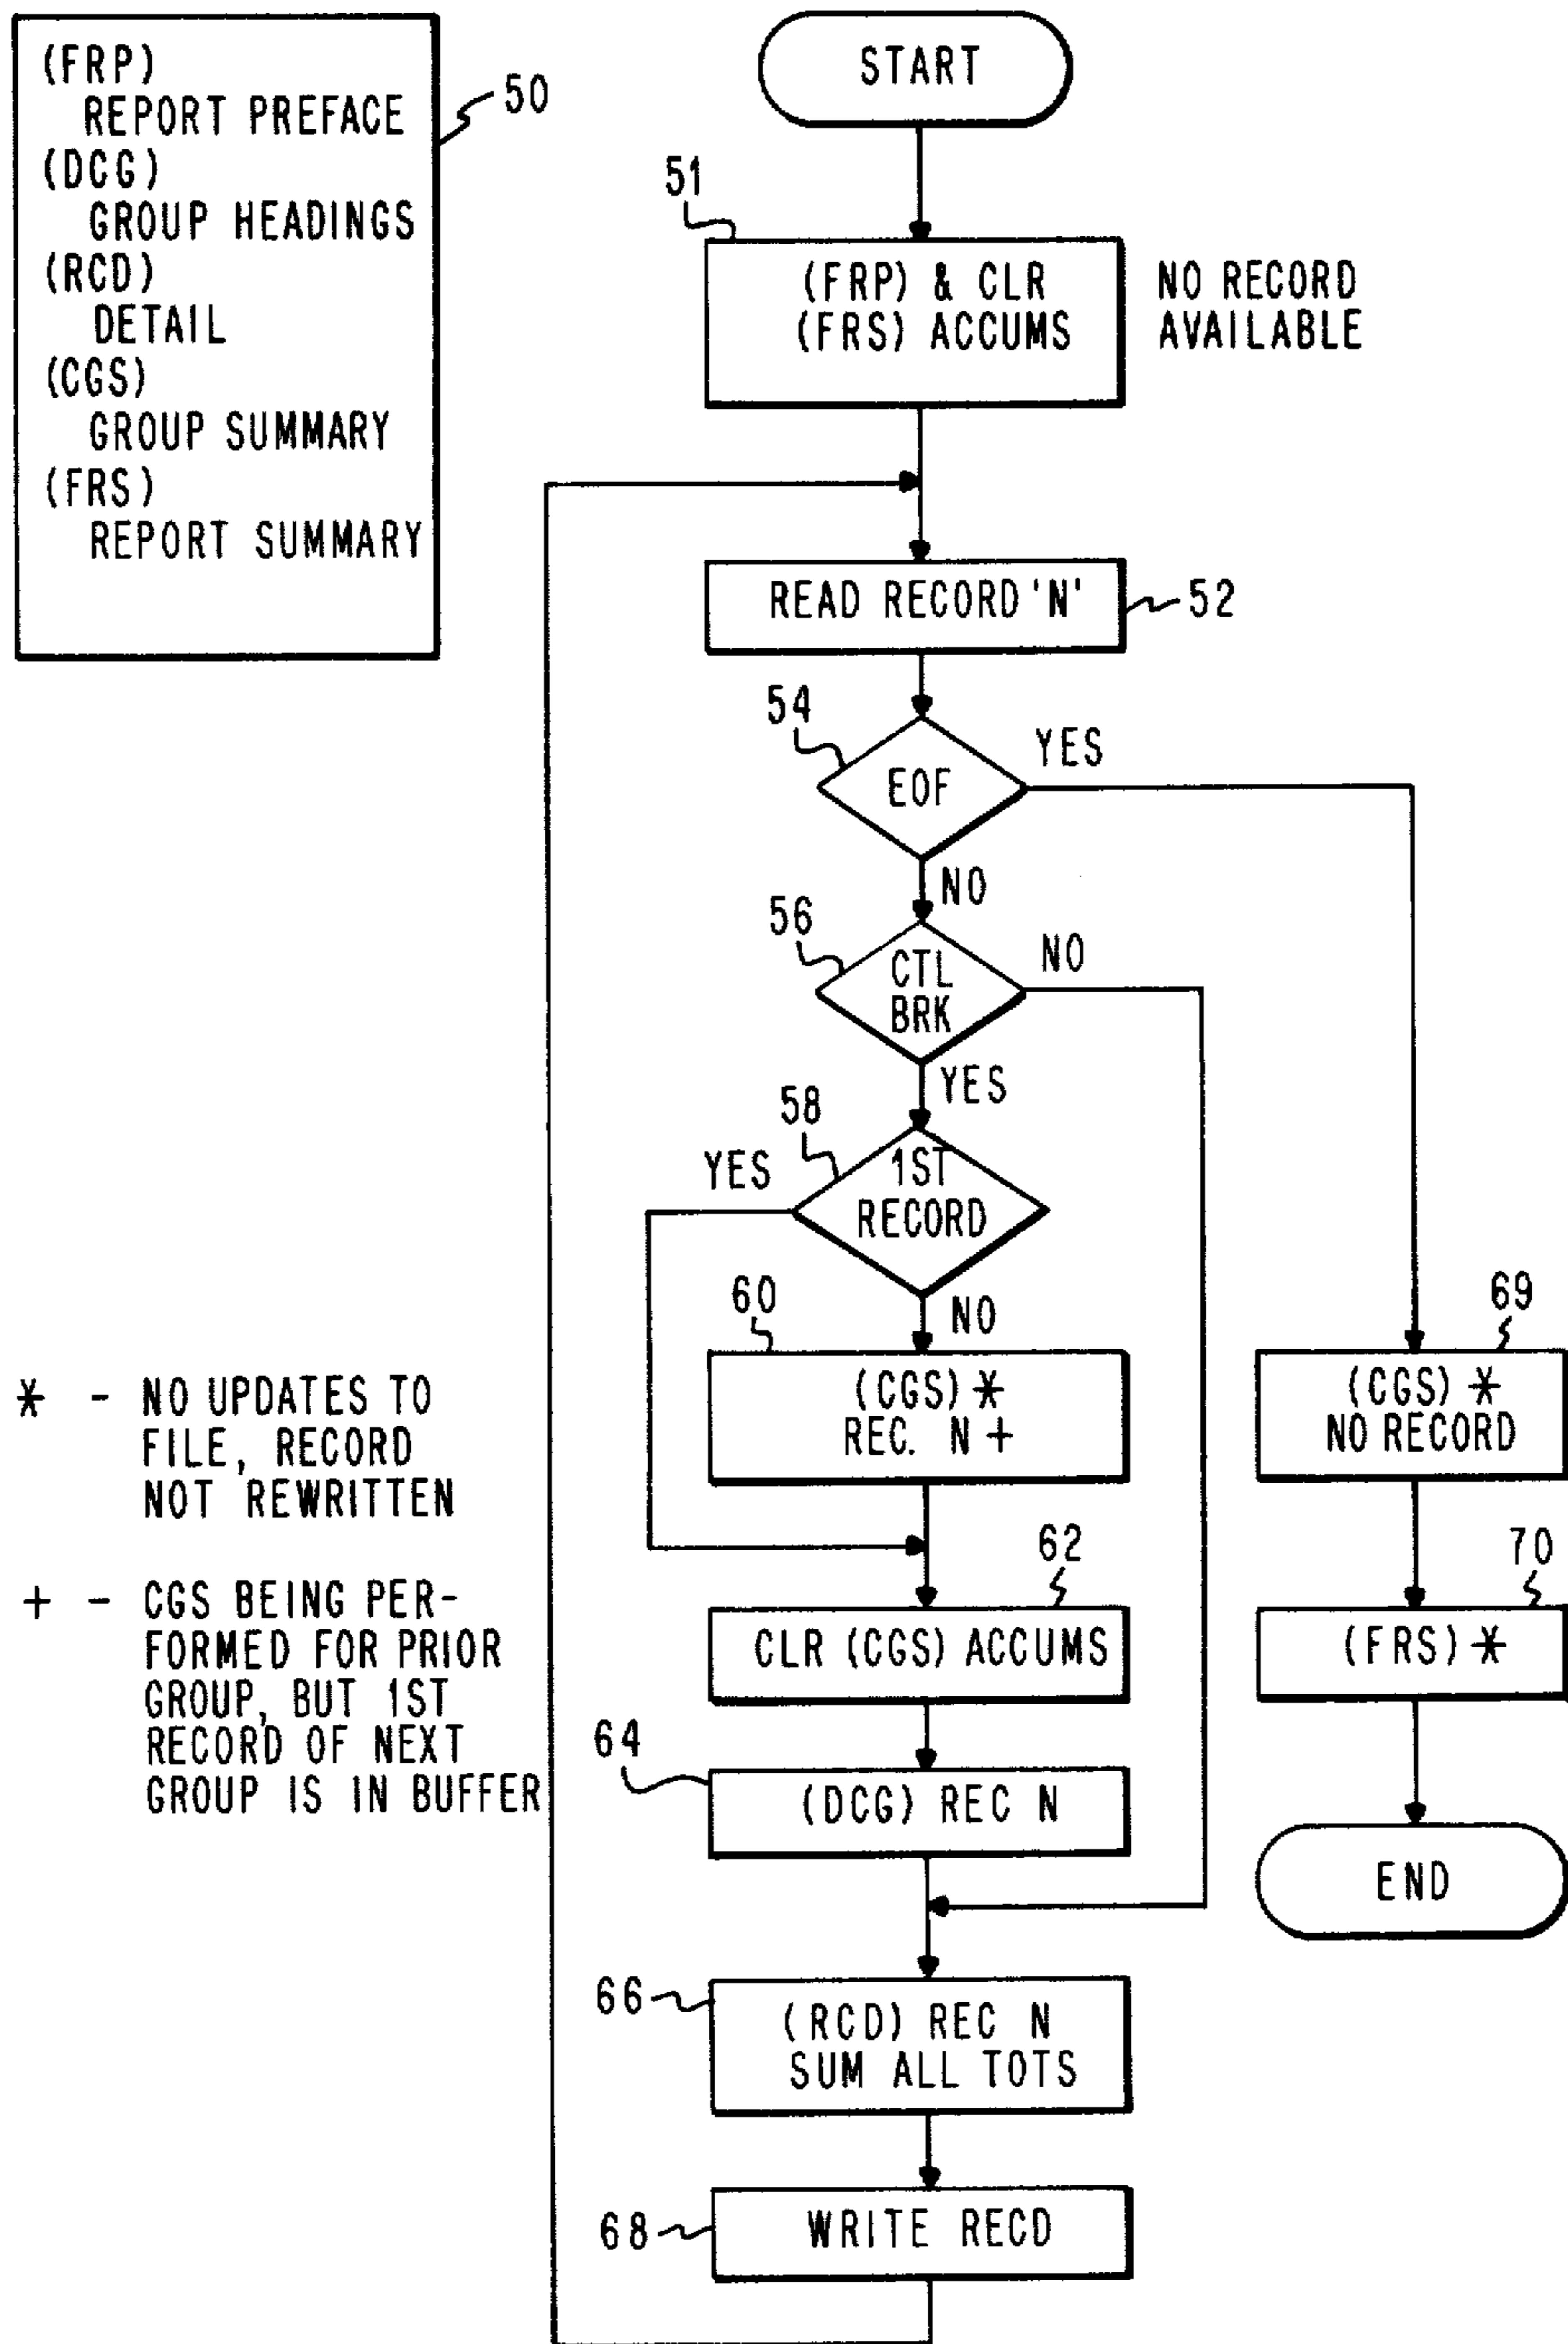 (FRP)
REPORT PREFACE
(DCG)
GROUP HEADINGS
(RCD)
DETAIL
(CGS)
GROUP SUMMARY
(FRS)
REPORT SUMMARY
50
START
51
(FRP) & CLR
(FRS) ACCUMS
NO RECORD
AVAILABLE
READ RECORD 'N'
52
54
EOF
YES
NO
56
CTL
BRK
NO
YES
58
1ST
RECORD
YES
NO
60
(CGS) *
REC. N +
69
(CGS) *
NO RECORD
* - NO UPDATES TO
FILE, RECORD
NOT REWRITTEN
62
CLR (CGS) ACCUMS
70
(FRS) *
+ - CGS BEING PER-
FORMED FOR PRIOR
GROUP, BUT 1ST
RECORD OF NEXT
GROUP IS IN BUFFER
64
(DCG) REC N
END
66
(RCD) REC N
SUM ALL TOTS
68
WRITE RECD